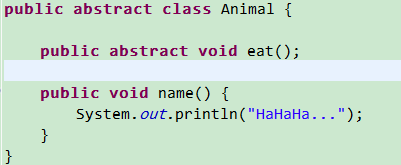 public abstract class Animal {
public abstract void eat();
public void name() {
System.out.println("HaHaHa...");
}
}